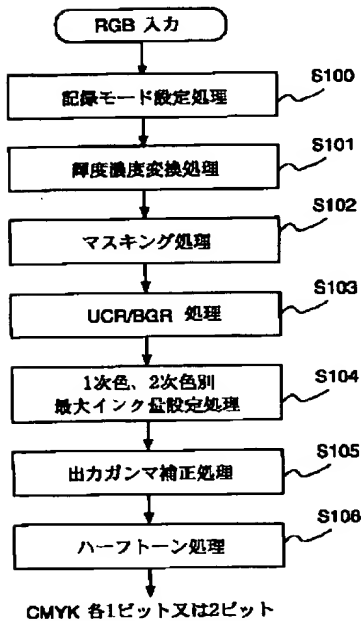 RGB 入力
S100
記録モード設定処理
S101
輝度濃度変換処理
S102
マスキング処理
S103
UCR/BGR 処理
S104
1次色、2次色別
最大インク量設定処理
S105
出力ガンマ補正処理
S106
ハーフトーン処理
CMYK 各1ビット又は2ビット